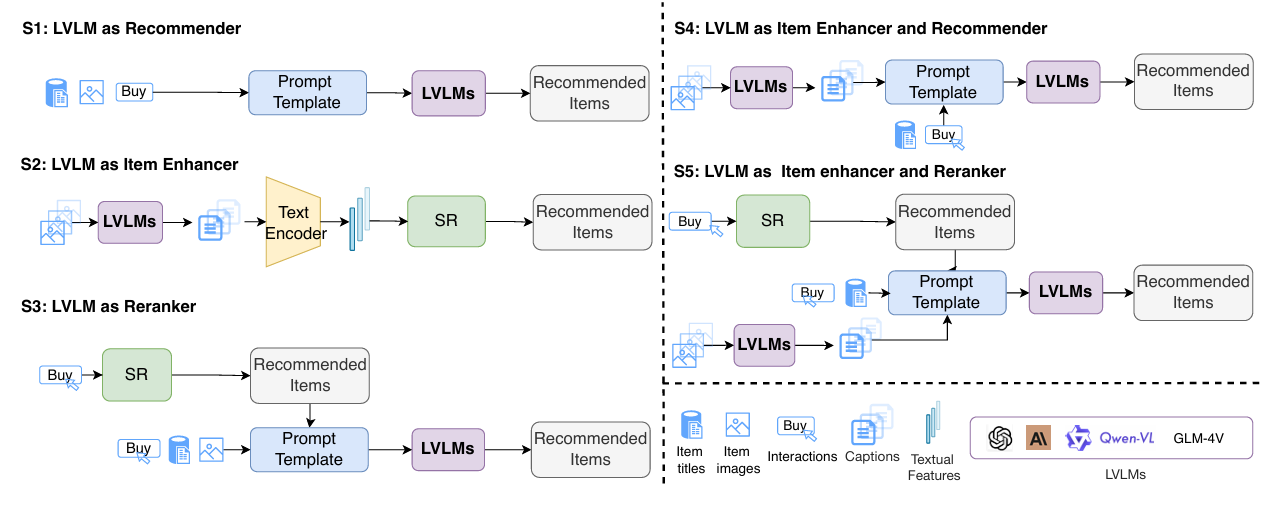 S1: LVLM as Recommender
Buy
Prompt
Template
LVLMs
Recommended
Items
S2: LVLM as Item Enhancer
LVLMs
Text
Encoder
SR
Recommended
Items
S3: LVLM as Reranker
Buy
SR
Recommended
Items
Buy
Prompt
Template
LVLMs
Recommended
Items
S4: LVLM as Item Enhancer and Recommender
LVLMs
Prompt
Template
LVLMs
Recommended
Items
Buy
S5: LVLM as Item enhancer and Reranker
Buy
SR
Recommended
Items
Buy
Prompt
Template
LVLMs
Recommended
Items
LVLMs
Item
titles
Item
images
Buy
Interactions
Captions
Textual
Features
A\
Qwen-VL
GLM-4V
LVLMs